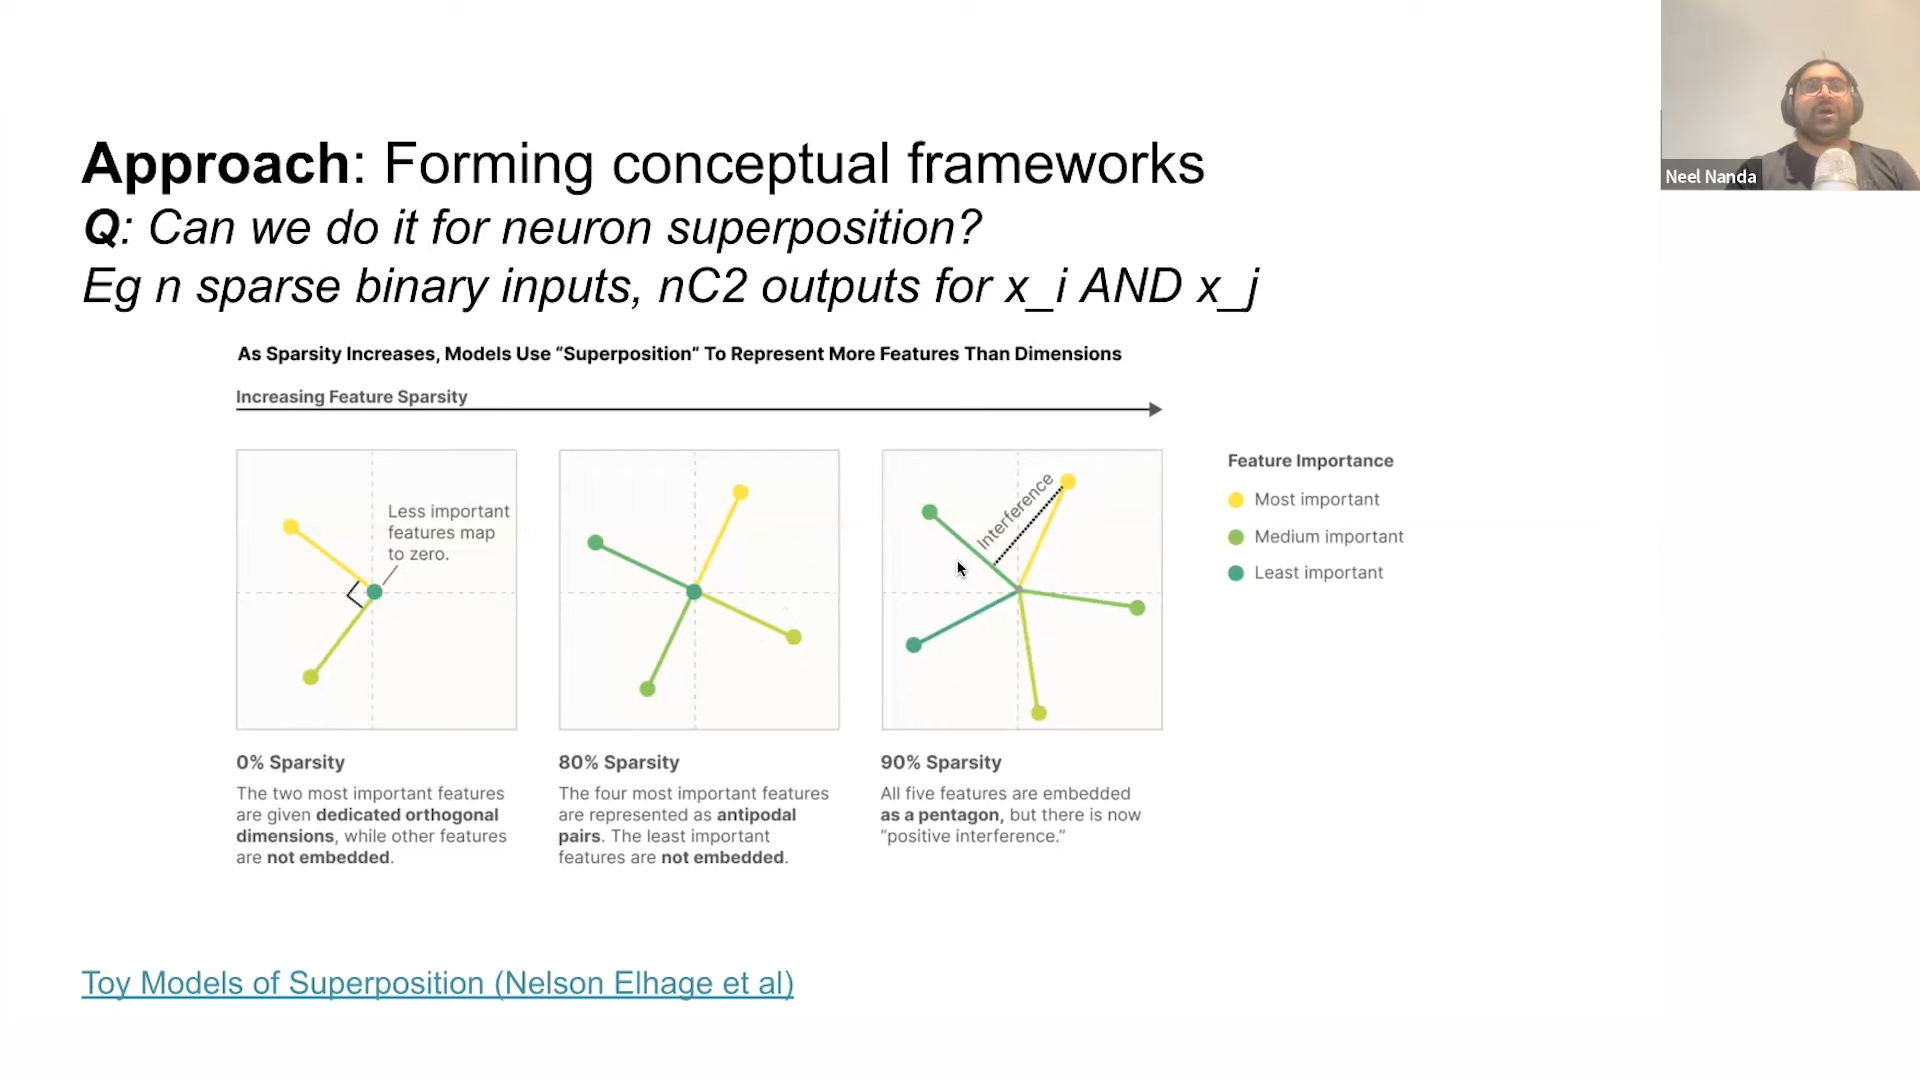 Neel Nanda
Approach: Forming conceptual frameworks
Q: Can we do it for neuron superposition?
Eg n sparse binary inputs, nC2 outputs for x_i AND x_j
As Sparsity Increases, Models Use “Superposition” To Represent More Features Than Dimensions
Increasing Feature Sparsity
Less important
features map
to zero.
Interference
Feature Importance
Most important
Medium important
Least important
0% Sparsity
The two most important features
are given dedicated orthogonal
dimensions, while other features
are not embedded.
80% Sparsity
The four most important features
are represented as antipodal
pairs. The least important
features are not embedded.
90% Sparsity
All five features are embedded
as a pentagon, but there is now
“positive interference.”
Toy Models of Superposition (Nelson Elhage et al)